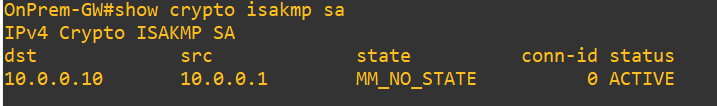 OnPrem-GW#show crypto isakmp sa
IPv4 Crypto ISAKMP SA
dst             src             state          conn-id status
10.0.0.10       10.0.0.1        MM_NO_STATE          0 ACTIVE